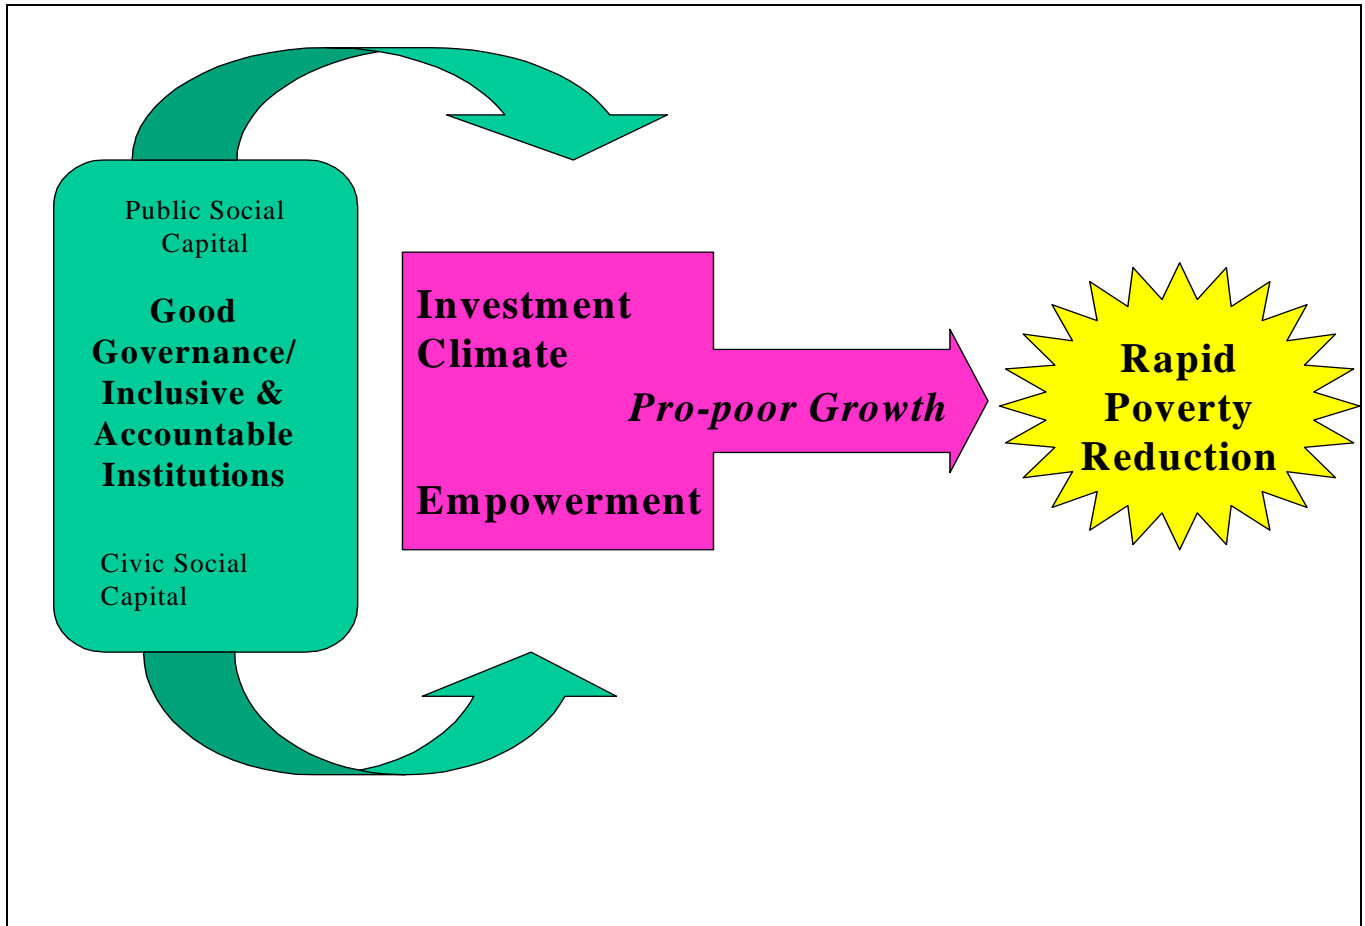 Public Social
Capital
Good
Governance/
Inclusive &
Accountable
Institutions
Civic Social
Capital
Investment
Climate
Pro-poor Growth
Empowerment
Rapid
Poverty
Reduction